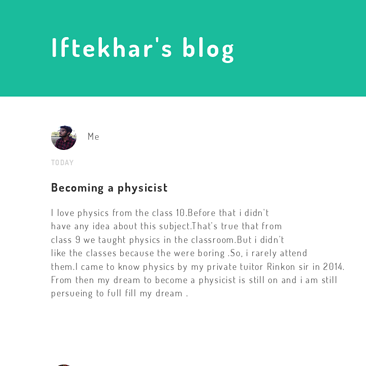 Iftekhar's blog
Me
TODAY
Becoming a physicist
I love physics from the class 10.Before that i didn't
have any idea about this subject.That's true that from
class 9 we taught physics in the classroom.But i didn't
like the classes because the were boring .So, i rarely attend
them.I came to know physics by my private tuitor Rinkon sir in 2014.
From then my dream to become a physicist is still on and i am still
persueing to full fill my dream .